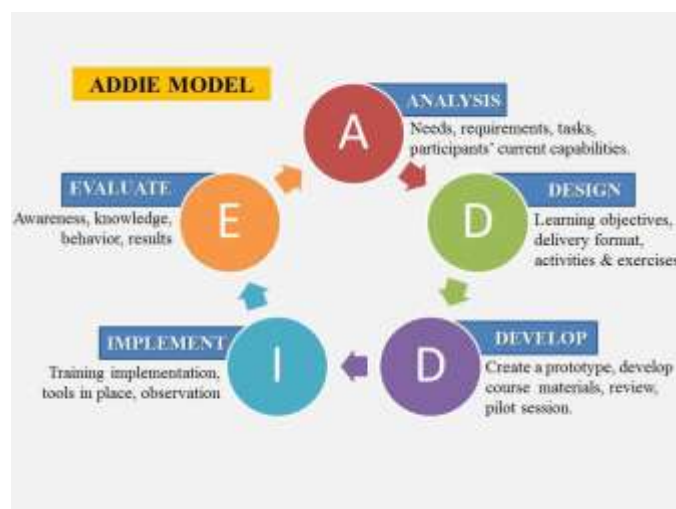 ADDIE MODEL
A
ANALYSIS
Needs, requirements, tasks,
participants' current capabilities.
D
DESIGN
Learning objectives,
delivery format,
activities & exercises
D
DEVELOP
Create a prototype, develop
course materials, review,
pilot session.
I
IMPLEMENT
Training implementation,
tools in place, observation
E
EVALUATE
Awareness, knowledge,
behavior, results